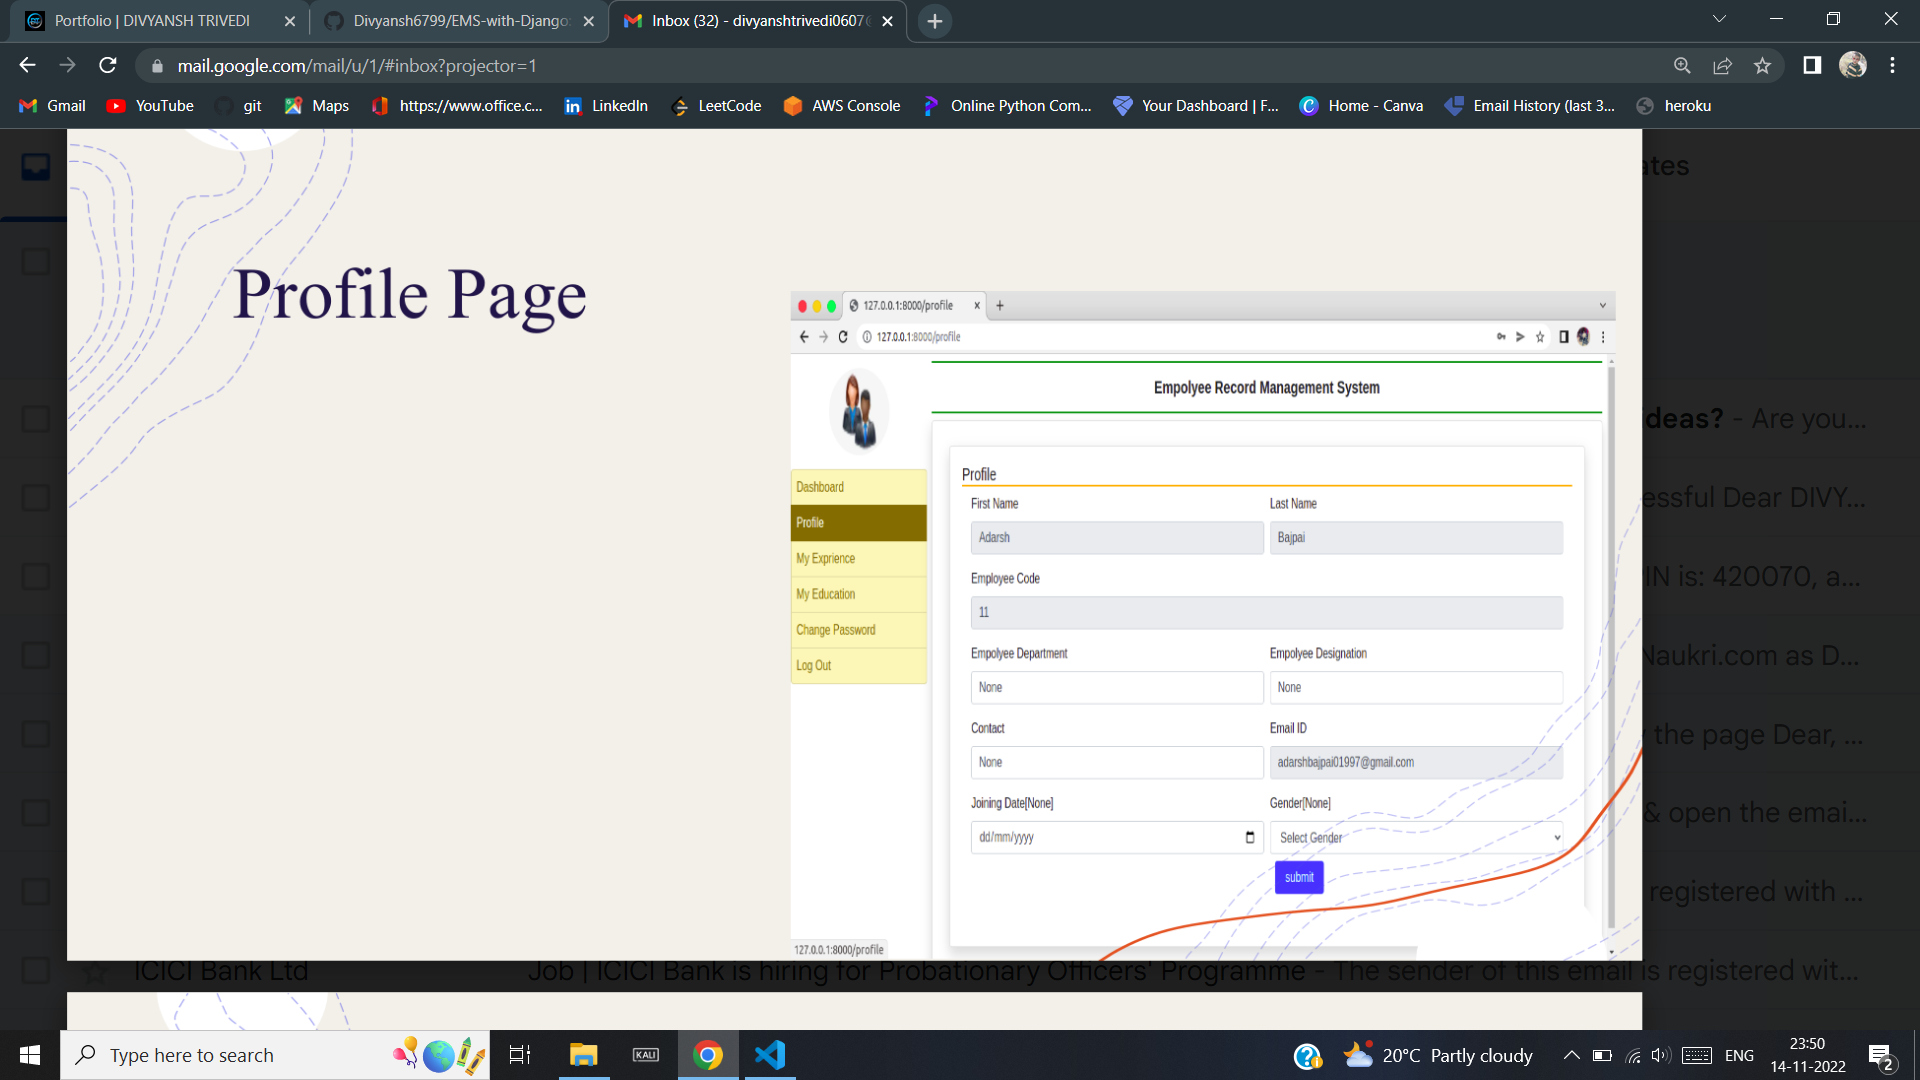 Portfolio | DIVYANSH TRIVEDI
Divyansh6799/EMS-with-Django:
Inbox (32) - divyanshtrivedi0607@
mail.google.com/mail/u/1/#inbox?projector=1
Gmail YouTube git Maps https://www.office.c... LinkedIn LeetCode AWS Console Online Python Com... Your Dashboard | F... Home - Canva Email History (last 3... heroku
ates
Profile Page
127.0.0.1:8000/profile
127.0.0.1:8000/profile
Empolyee Record Management System
deas? - Are you...
Profile
Dashboard
First Name Last Name
essful Dear DIVY...
Profile
Adarsh Bajpai
My Exprience
Employee Code
PIN is: 420070, a...
My Education
11
Change Password
Empolyee Department Empolyee Designation
Naukri.com as D...
Log Out
None None
Contact Email ID
the page Dear, ...
None adarshbajpai01997@gmail.com
Joining Date[None] Gender[None]
& open the emai...
dd/mm/yyyy Select Gender
submit
registered with ...
127.0.0.1:8000/profile
ICICI Bank Ltd Job | ICICI Bank is hiring for Probationary Officers' Programme - The sender of this email is registered wit...
Type here to search
KALI
20°C Partly cloudy
ENG
23:50
14-11-2022
2